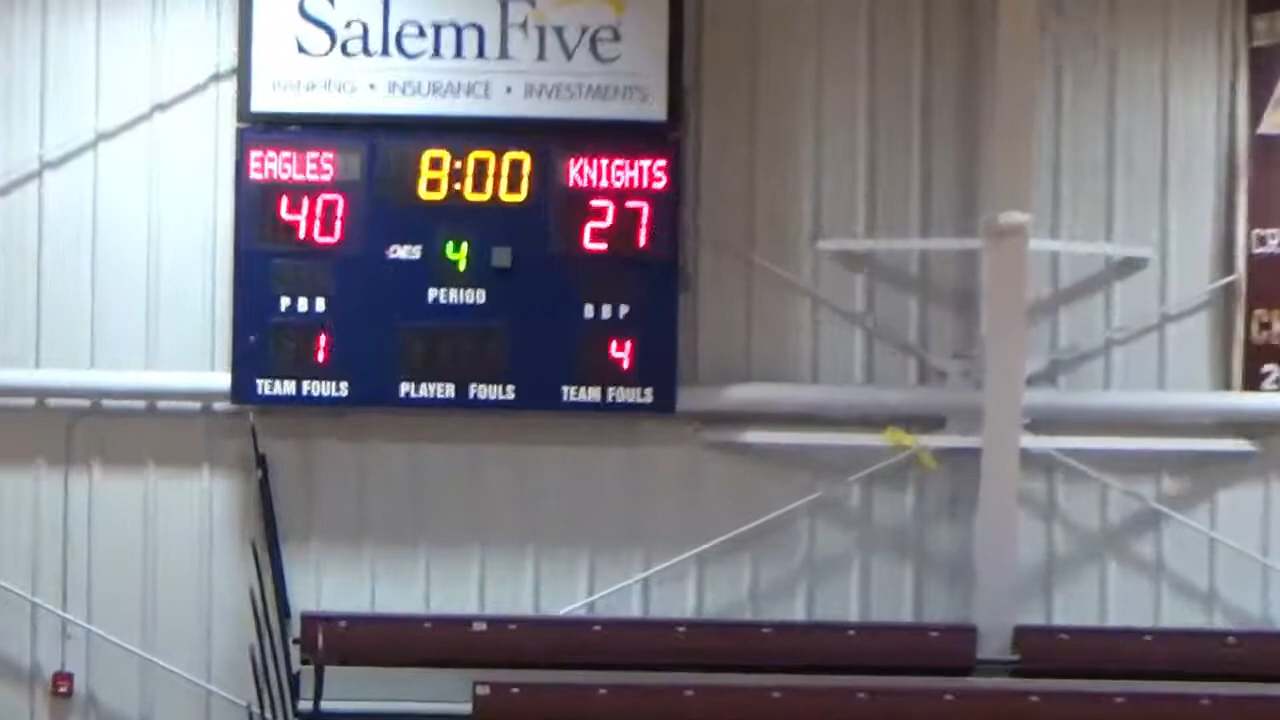 SalemFive
BANKING • INSURANCE • INVESTMENTS
EAGLES 8:00 KNIGHTS
40 27
4
PERIOD
P B B B B P
1 4
TEAM FOULS PLAYER FOULS TEAM FOULS
2